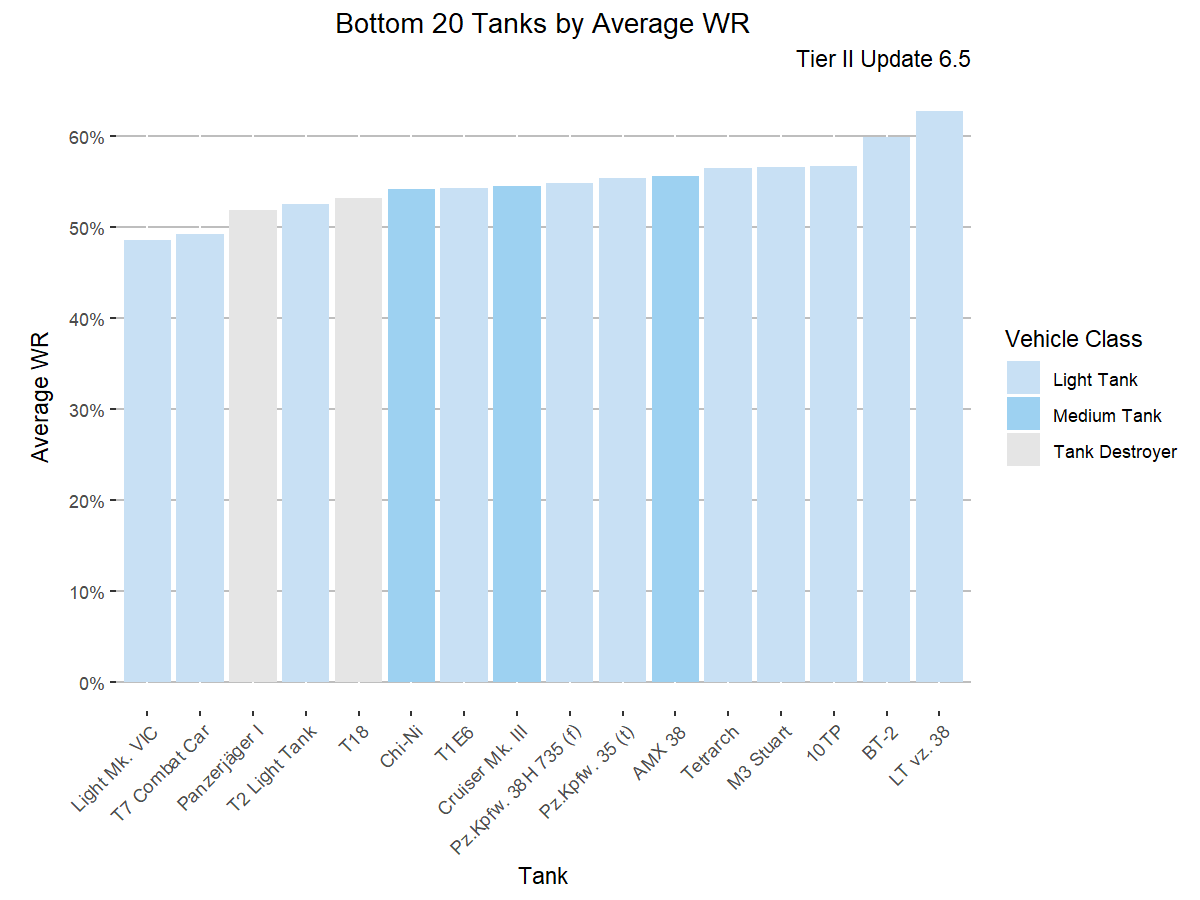 Bottom 20 Tanks by Average WR
Tier II Update 6.5
60%
50%
40%
30%
20%
10%
0%
Average WR
Light Mk. VIC
T7 Combat Car
Panzerjäger I
T2 Light Tank
T18
Chi-Ni
T1E6
Cruiser Mk. III
Pz.Kpfw. 38H 735 (f)
Pz.Kpfw. 35 (t)
AMX 38
Tetrarch
M3 Stuart
10TP
BT-2
LT vz. 38
Tank
Vehicle Class
Light Tank
Medium Tank
Tank Destroyer